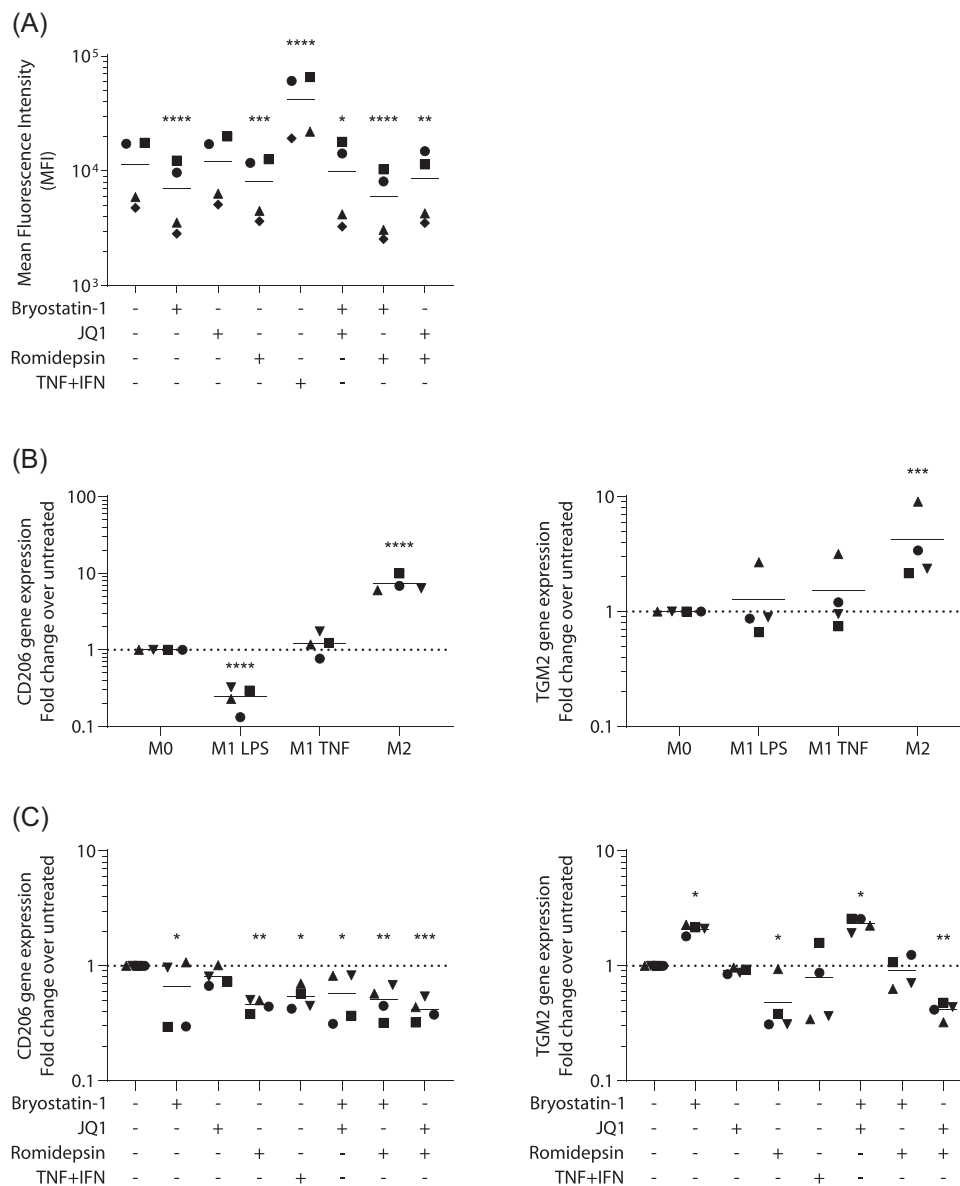 (A)
Mean Fluorescence Intensity
(MFI)
10^5
10^4
10^3
**** *** **** * **** **
Bryostatin-1 - + - - - + + -
JQ1 - - + - - + - +
Romidepsin - - - + - - + +
TNF+IFN - - - - + - - -
(B)
CD206 gene expression
Fold change over untreated
100
10
1
0.1
**** ****
M0 M1 LPS M1 TNF M2
TGM2 gene expression
Fold change over untreated
10
1
0.1
***
M0 M1 LPS M1 TNF M2
(C)
CD206 gene expression
Fold change over untreated
10
1
0.1
* ** * * ** ***
Bryostatin-1 - + - - - + + -
JQ1 - - + - - + - +
Romidepsin - - - + - - + +
TNF+IFN - - - - + - - -
TGM2 gene expression
Fold change over untreated
10
1
0.1
* * * **
Bryostatin-1 - + - - - + + -
JQ1 - - + - - + - +
Romidepsin - - - + - - + +
TNF+IFN - - - - + - - -